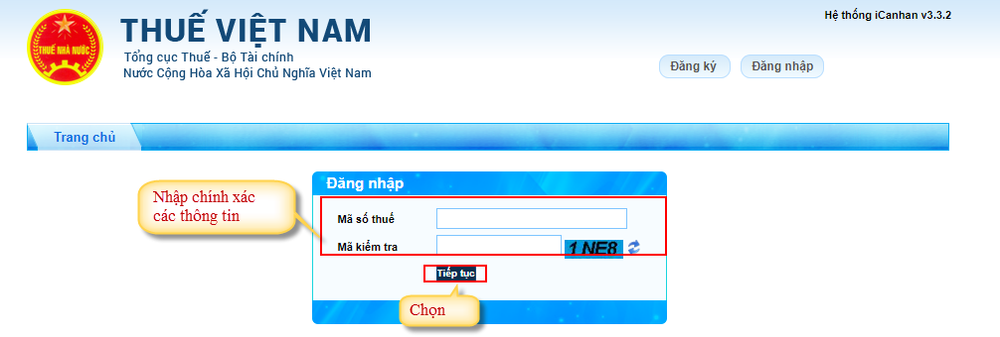 Hệ thống iCanhan v3.3.2
THUẾ NHÀ NƯỚC
THUẾ VIỆT NAM
Tổng cục Thuế - Bộ Tài chính
Nước Cộng Hòa Xã Hội Chủ Nghĩa Việt Nam
Đăng ký
Đăng nhập
Trang chủ
Đăng nhập
Nhập chính xác
các thông tin
Mã số thuế
Mã kiểm tra
1NE8
Tiếp tục
Chọn